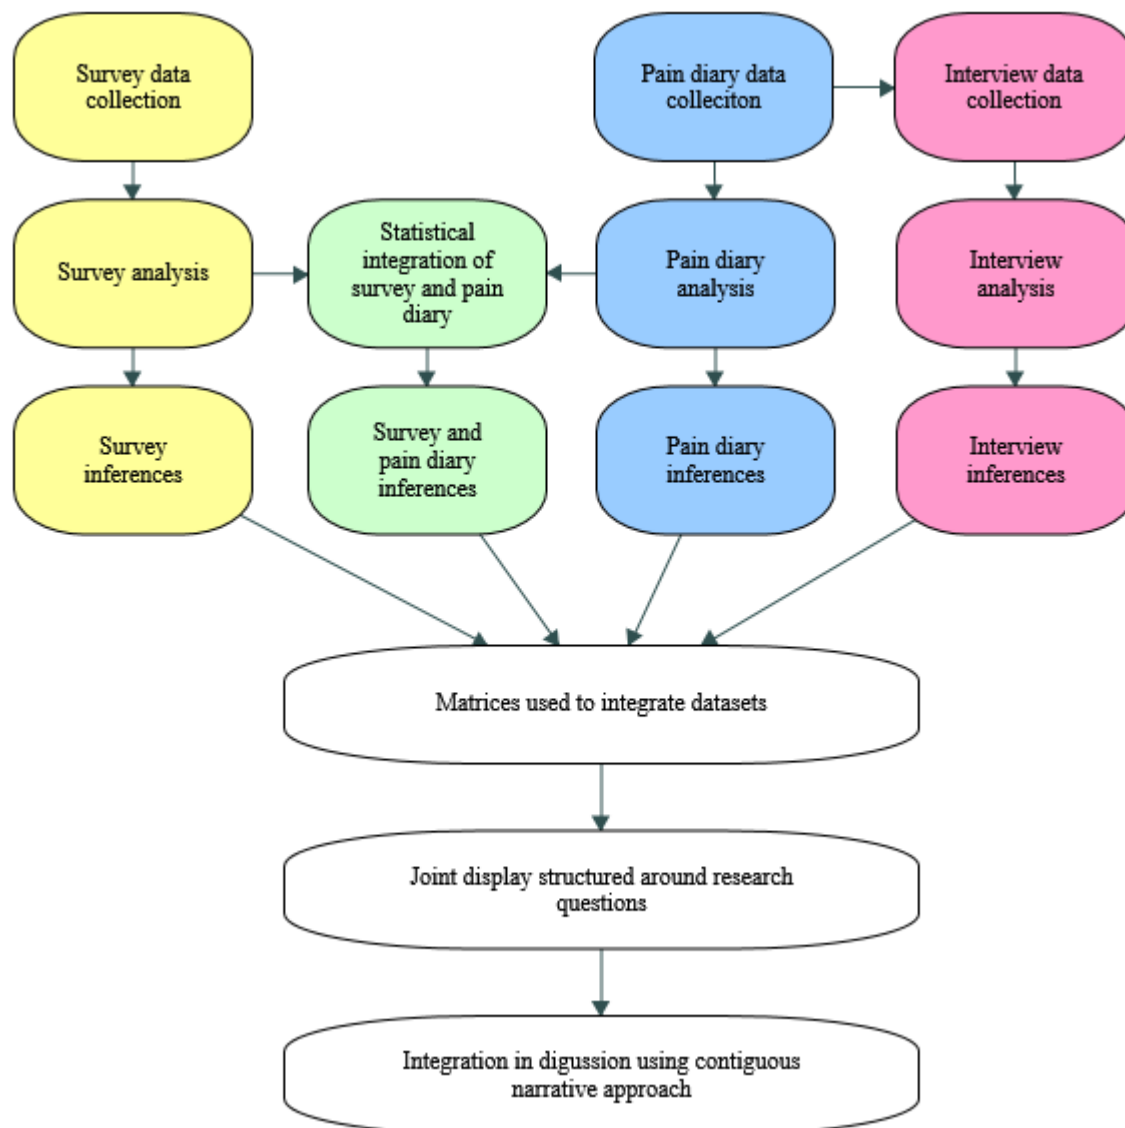 Survey data
collection
Pain diary data
colleciton
Interview data
collection
Survey analysis
Statistical
integration of
survey and pain
diary
Pain diary
analysis
Interview
analysis
Survey
inferences
Survey and
pain diary
inferences
Pain diary
inferences
Interview
inferences
Matrices used to integrate datasets
Joint display structured around research
questions
Integration in digussion using contiguous
narrative approach